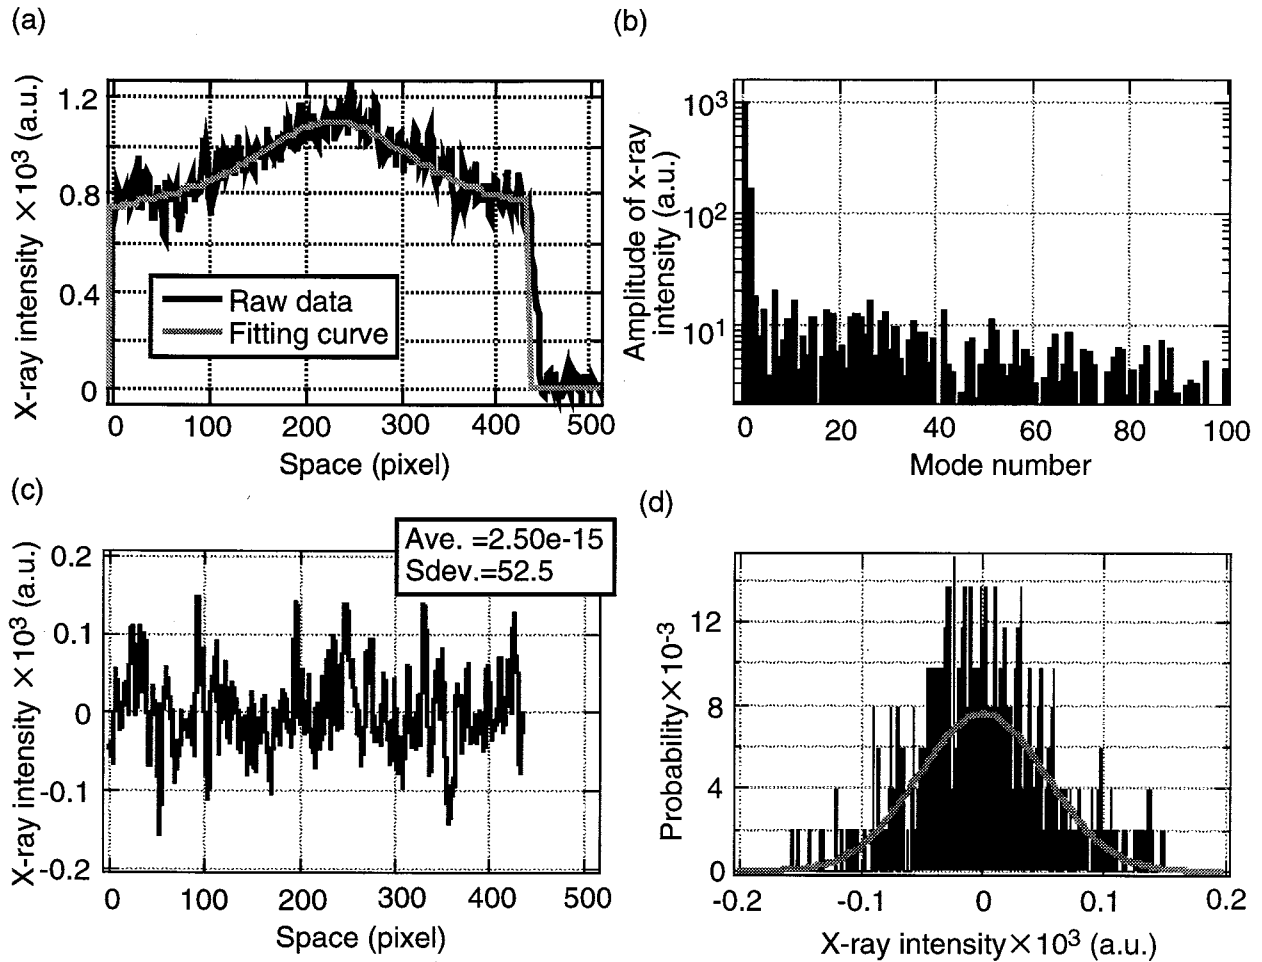 (a)
X-ray intensity ×10³ (a.u.)
1.2
0.8
0.4
0
Raw data
Fitting curve
0 100 200 300 400 500
Space (pixel)
(b)
Amplitude of x-ray
intensity (a.u.)
10³
10²
10¹
0 20 40 60 80 100
Mode number
(c)
X-ray intensity ×10³ (a.u.)
0.2
0.1
0
-0.1
-0.2
Ave. =2.50e-15
Sdev.=52.5
0 100 200 300 400 500
Space (pixel)
(d)
Probability×10-3
12
8
4
0
-0.2 -0.1 0 0.1 0.2
X-ray intensity×10³ (a.u.)